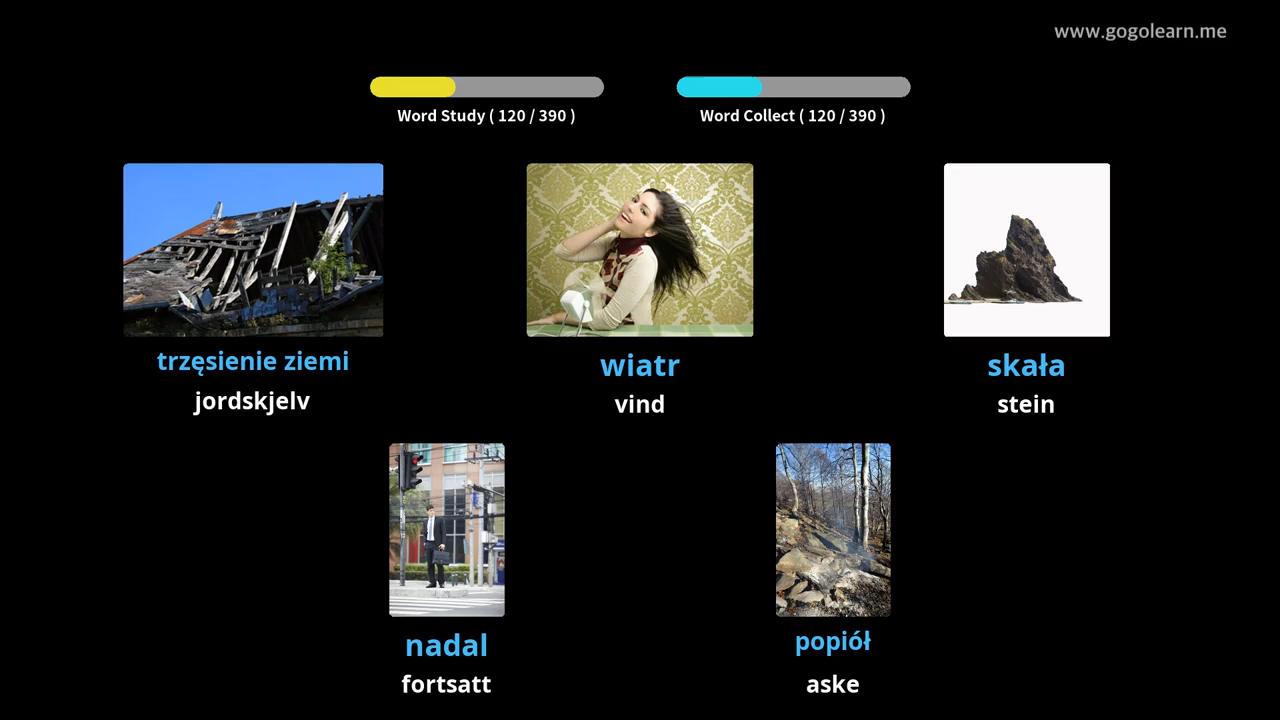 www.gogolearn.me
Word Study ( 120 / 390 )
Word Collect ( 120 / 390 )
trzęsienie ziemi
jordskjelv
wiatr
vind
skała
stein
nadal
fortsatt
popiół
aske